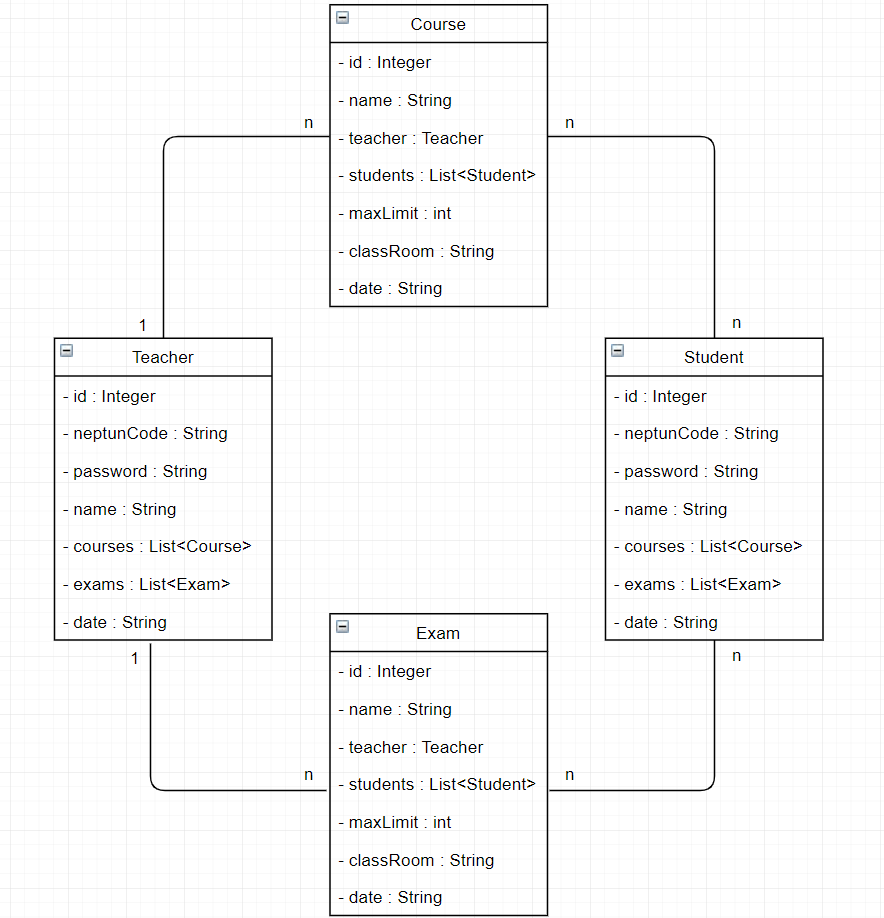 Course
- id : Integer
- name : String
- teacher : Teacher
- students : List<Student>
- maxLimit : int
- classRoom : String
- date : String
n
n
1
n
Teacher
- id : Integer
- neptunCode : String
- password : String
- name : String
- courses : List<Course>
- exams : List<Exam>
- date : String
Student
- id : Integer
- neptunCode : String
- password : String
- name : String
- courses : List<Course>
- exams : List<Exam>
- date : String
1
n
n
n
Exam
- id : Integer
- name : String
- teacher : Teacher
- students : List<Student>
- maxLimit : int
- classRoom : String
- date : String